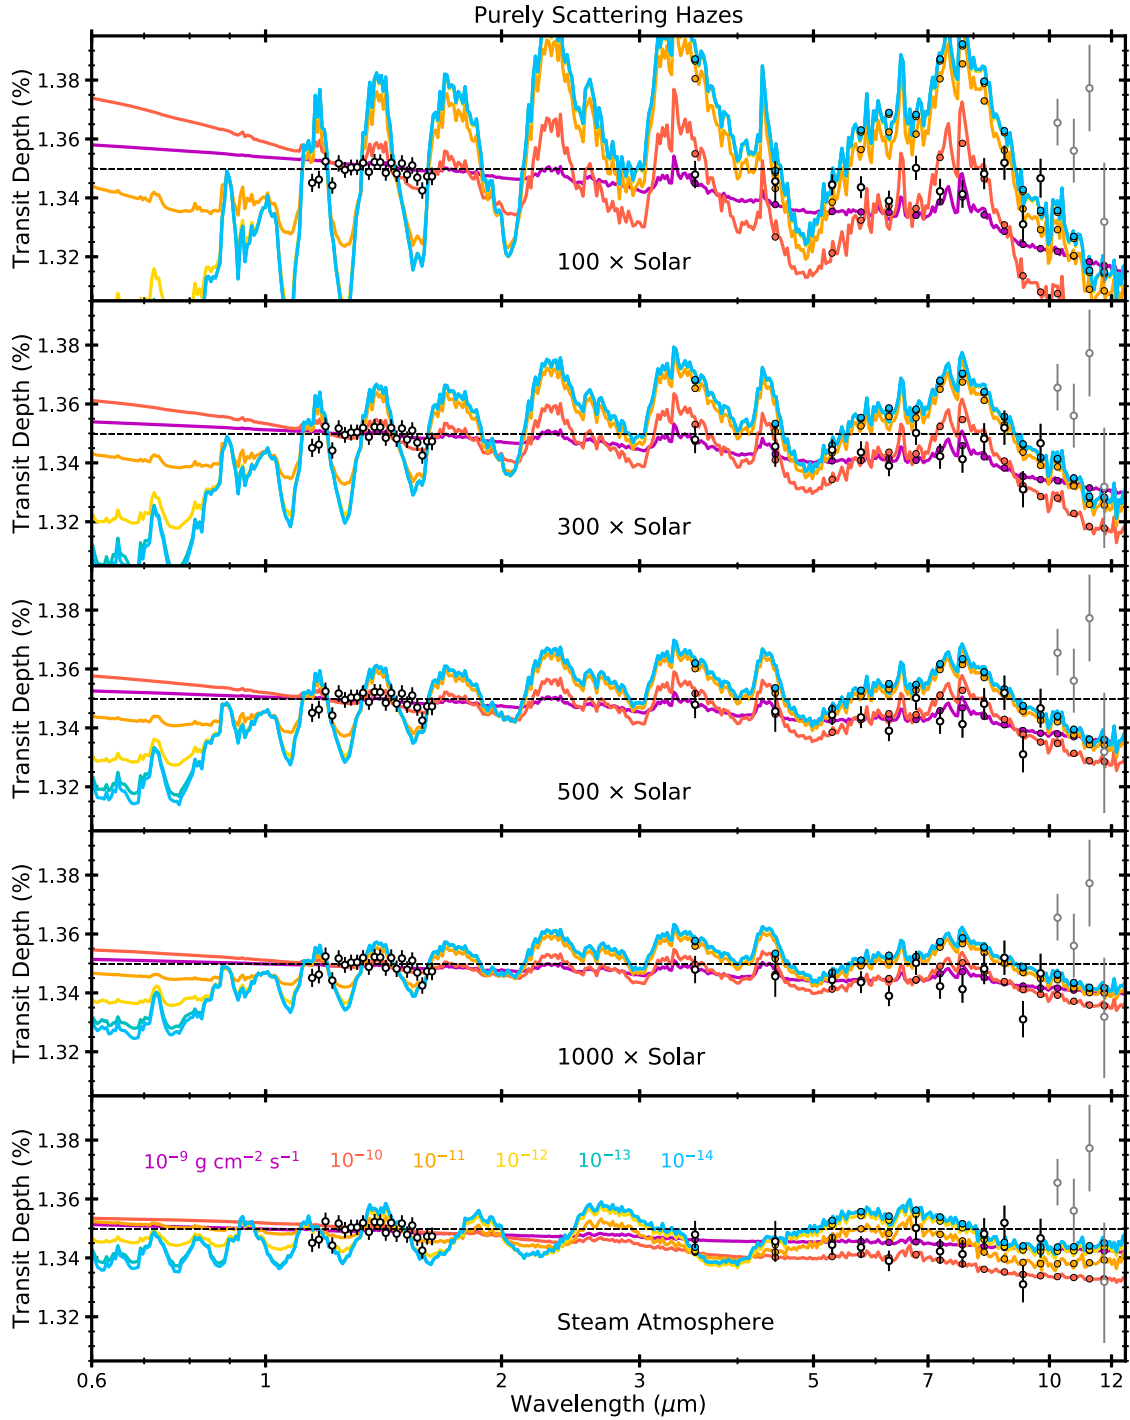 Purely Scattering Hazes
Transit Depth (%)
1.38
1.36
1.34
1.32
100 × Solar
Transit Depth (%)
1.38
1.36
1.34
1.32
300 × Solar
Transit Depth (%)
1.38
1.36
1.34
1.32
500 × Solar
Transit Depth (%)
1.38
1.36
1.34
1.32
1000 × Solar
Transit Depth (%)
1.38
1.36
1.34
1.32
10⁻⁹ g cm⁻² s⁻¹ 10⁻¹⁰ 10⁻¹¹ 10⁻¹² 10⁻¹³ 10⁻¹⁴
Steam Atmosphere
0.6 1 2 3 5 7 10 12
Wavelength (μm)